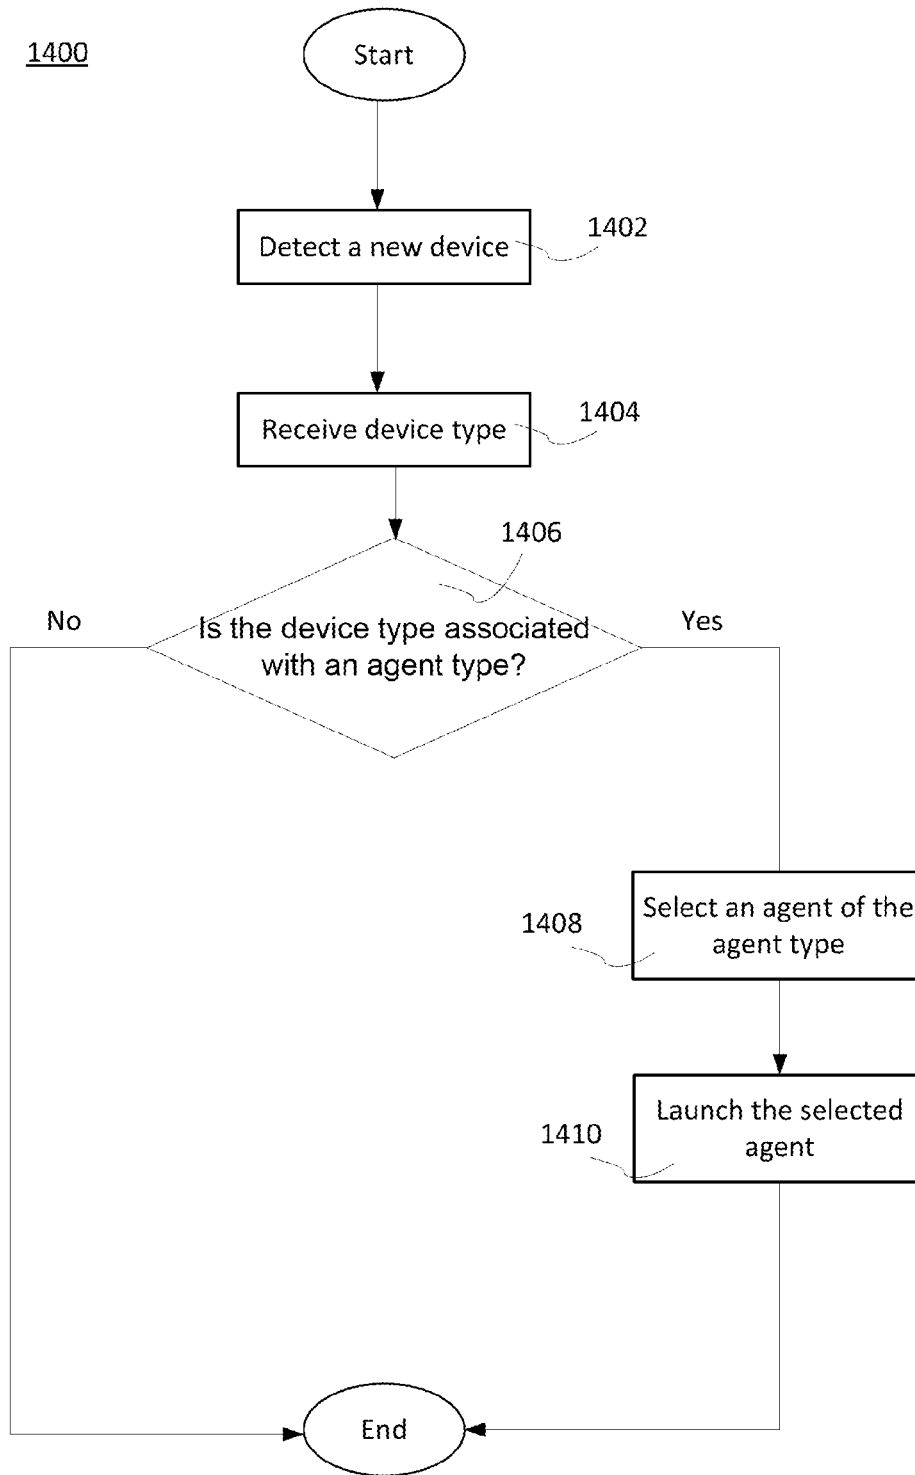 1400
Start
Detect a new device
1402
Receive device type
1404
1406
No
Is the device type associated
with an agent type?
Yes
Select an agent of the
agent type
1408
Launch the selected
agent
1410
End